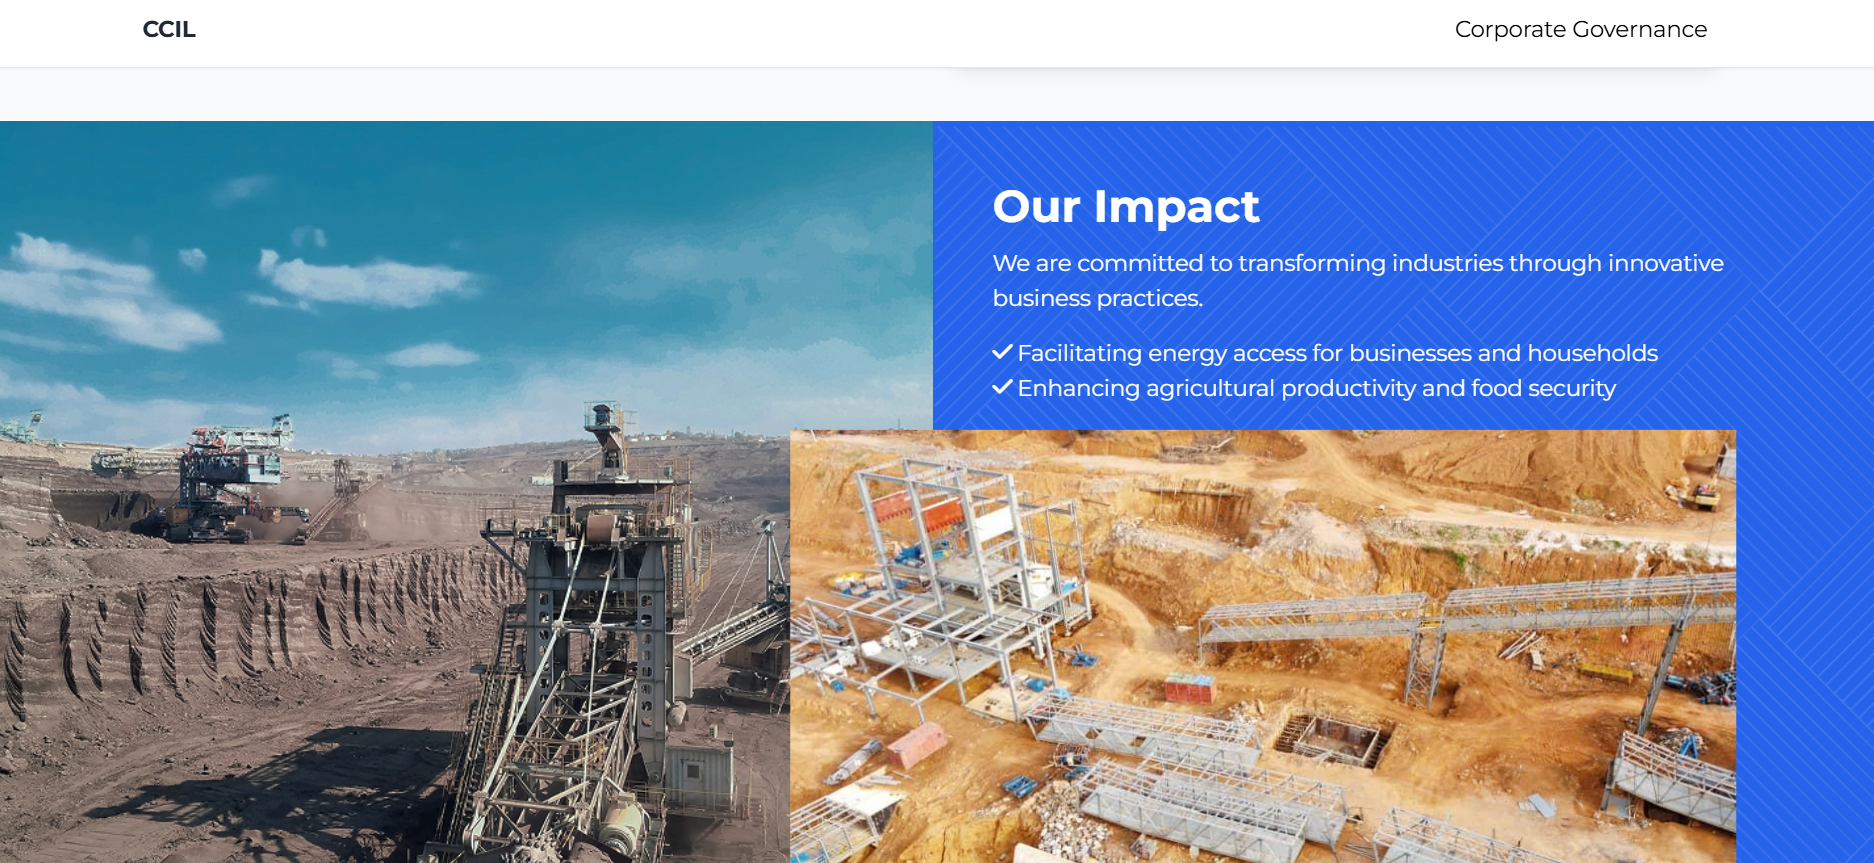 CCIL
Corporate Governance
Our Impact
We are committed to transforming industries through innovative
business practices.
Facilitating energy access for businesses and households
Enhancing agricultural productivity and food security